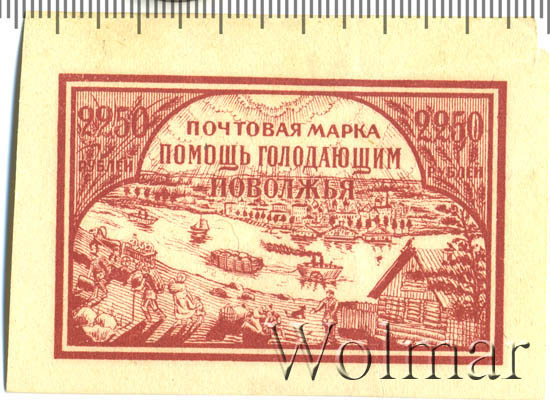 2250 2250
РУБЛЕЙ РУБЛЕЙ
ПОЧТОВАЯ МАРКА
ПОМОЩЬ ГОЛОДАЮЩИМ
ПОВОЛЖЬЯ
Wolmar